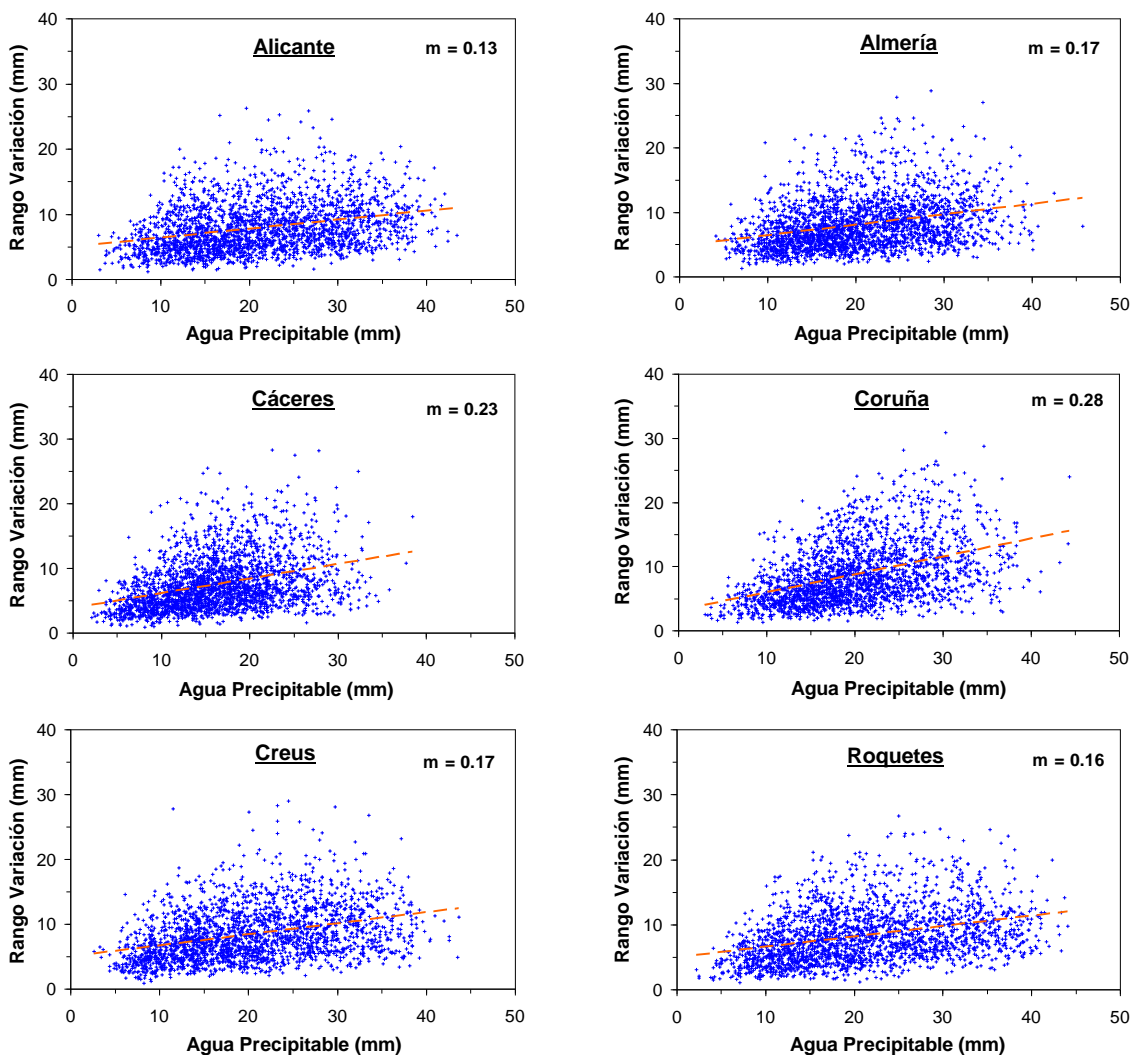 Alicante
m = 0.13
Rango Variación (mm)
40
30
20
10
0
0 10 20 30 40 50
Agua Precipitable (mm)
Almería
m = 0.17
Rango Variación (mm)
40
30
20
10
0
0 10 20 30 40 50
Agua Precipitable (mm)
Cáceres
m = 0.23
Rango Variación (mm)
40
30
20
10
0
0 10 20 30 40 50
Agua Precipitable (mm)
Coruña
m = 0.28
Rango Variación (mm)
40
30
20
10
0
0 10 20 30 40 50
Agua Precipitable (mm)
Creus
m = 0.17
Rango Variación (mm)
40
30
20
10
0
0 10 20 30 40 50
Agua Precipitable (mm)
Roquetes
m = 0.16
Rango Variación (mm)
40
30
20
10
0
0 10 20 30 40 50
Agua Precipitable (mm)